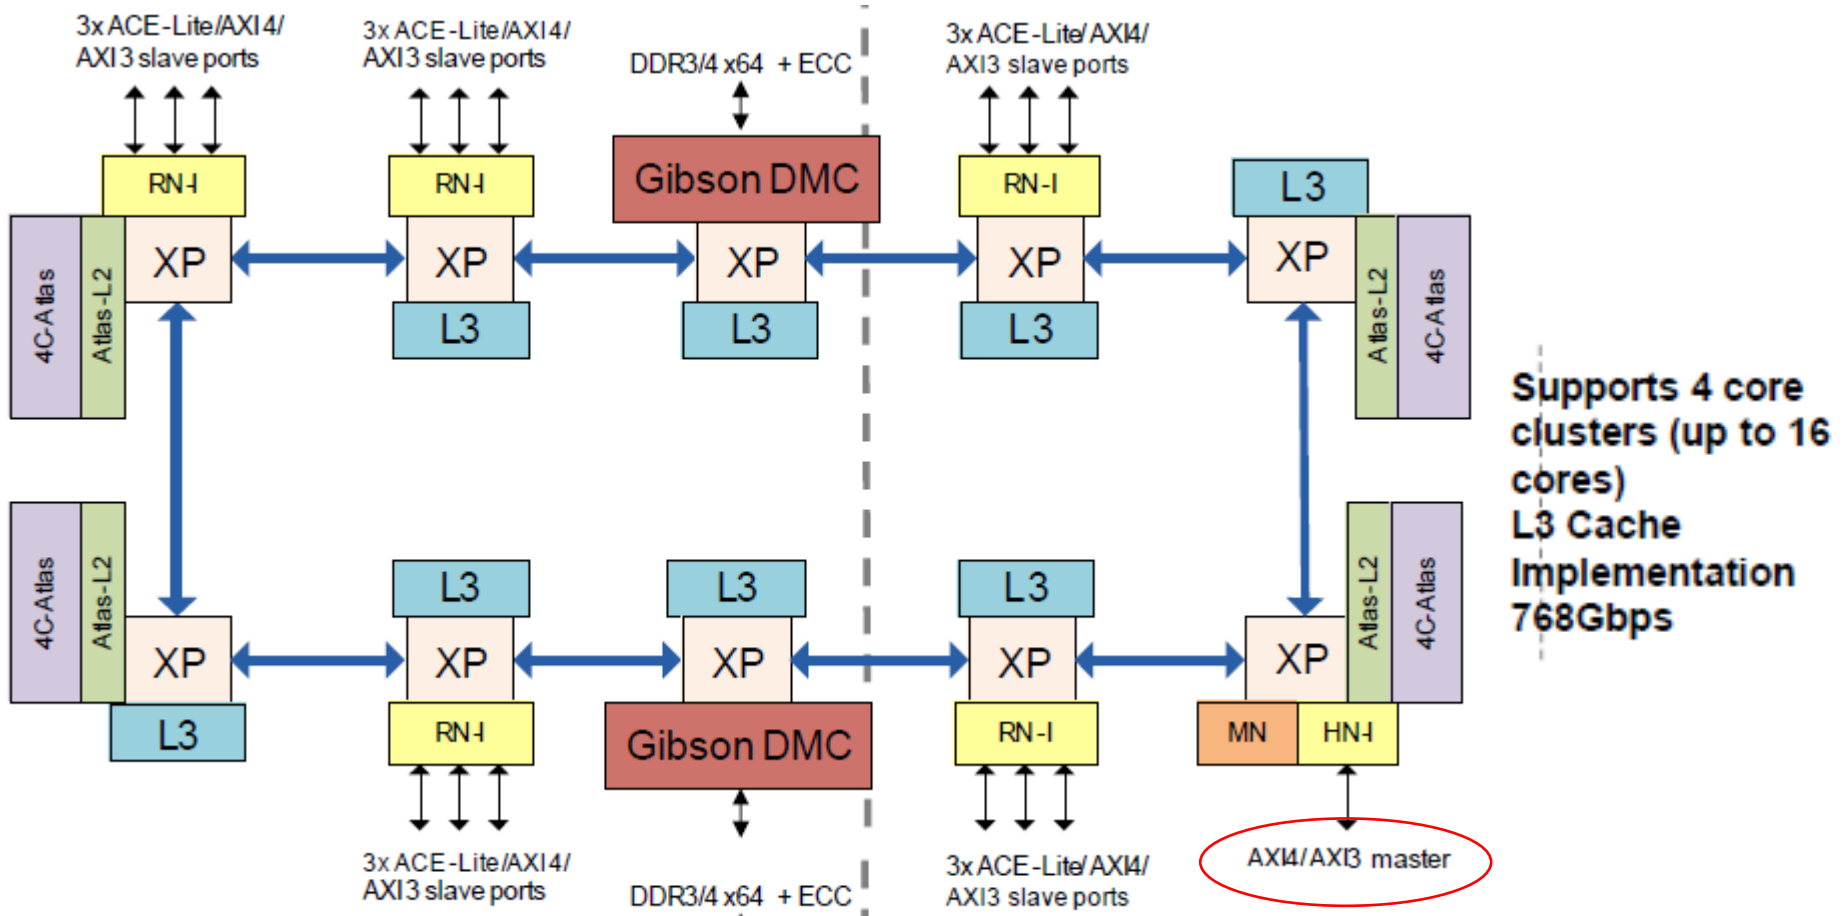 3x ACE-Lite/AXI4/
AXI3 slave ports
3x ACE-Lite/AXI4/
AXI3 slave ports
DDR3/4 x64 + ECC
3x ACE-Lite/AXI4/
AXI3 slave ports
RN-I
RN-I
Gibson DMC
RN-I
L3
4C-Atlas
Atlas-L2
XP
XP
XP
XP
XP
Atlas-L2
4C-Atlas
L3
L3
L3
Supports 4 core
clusters (up to 16
cores)
L3 Cache
Implementation
768Gbps
4C-Atlas
Atlas-L2
L3
L3
L3
Atlas-L2
4C-Atlas
XP
XP
XP
XP
XP
L3
RN-I
Gibson DMC
RN-I
MN
HN-I
3x ACE-Lite/AXI4/
AXI3 slave ports
DDR3/4 x64 + ECC
3x ACE-Lite/AXI4/
AXI3 slave ports
AXI4/AXI3 master